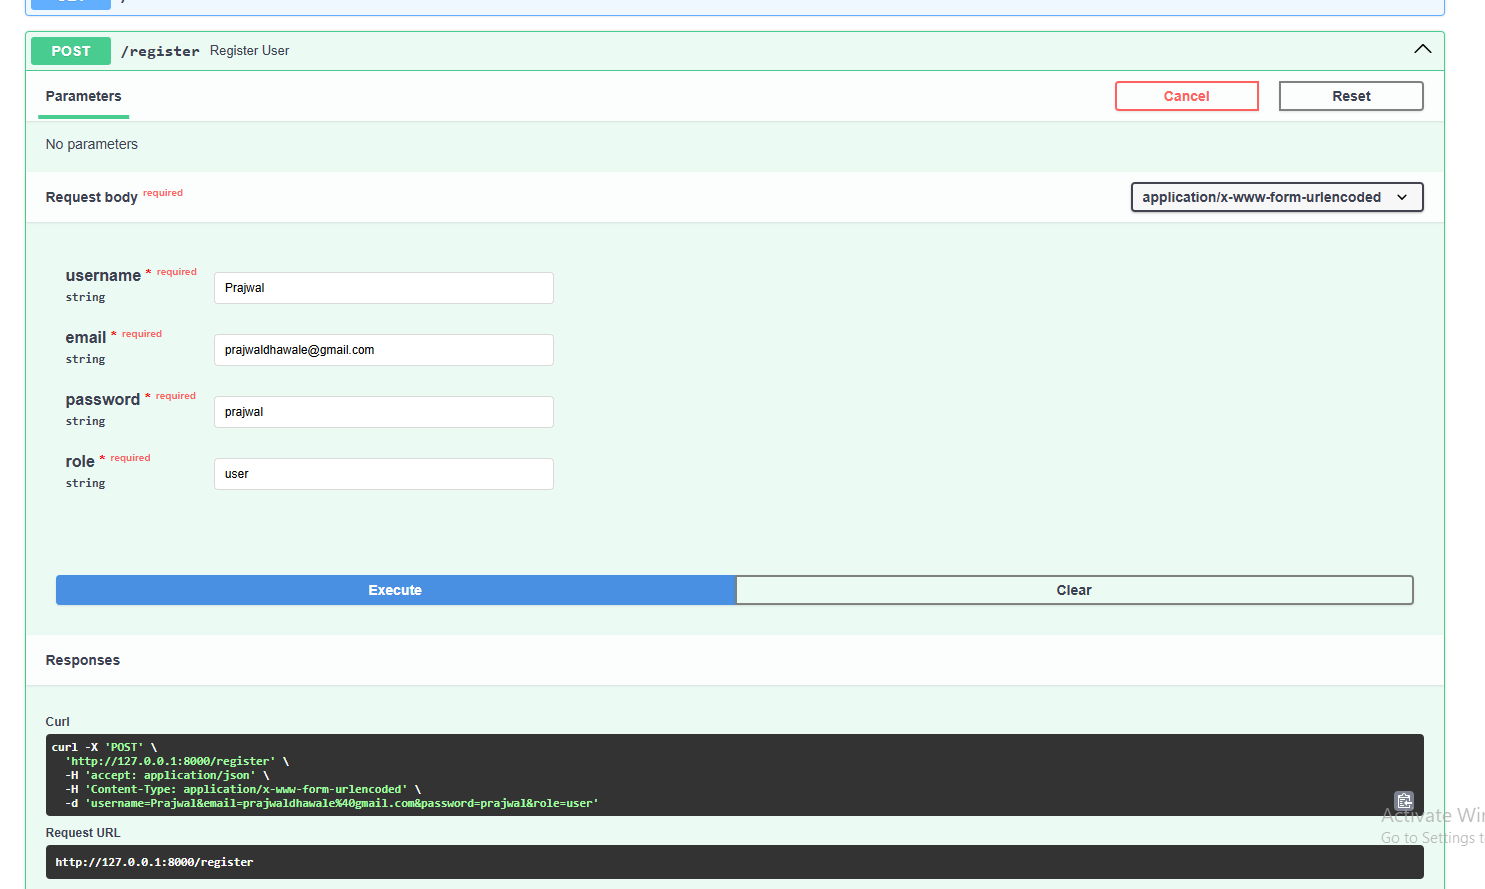 POST /register Register User
Parameters
Cancel
Reset
No parameters
Request body required
application/x-www-form-urlencoded
username * required
string
Prajwal
email * required
string
prajwaldhawale@gmail.com
password * required
string
prajwal
role * required
string
user
Execute
Clear
Responses
Curl
curl -X 'POST' \
'http://127.0.0.1:8000/register' \
-H 'accept: application/json' \
-H 'Content-Type: application/x-www-form-urlencoded' \
-d 'username=Prajwal&email=prajwaldhawale%40gmail.com&password=prajwal&role=user'
Activate Wi
Request URL
Go to Settings t
http://127.0.0.1:8000/register